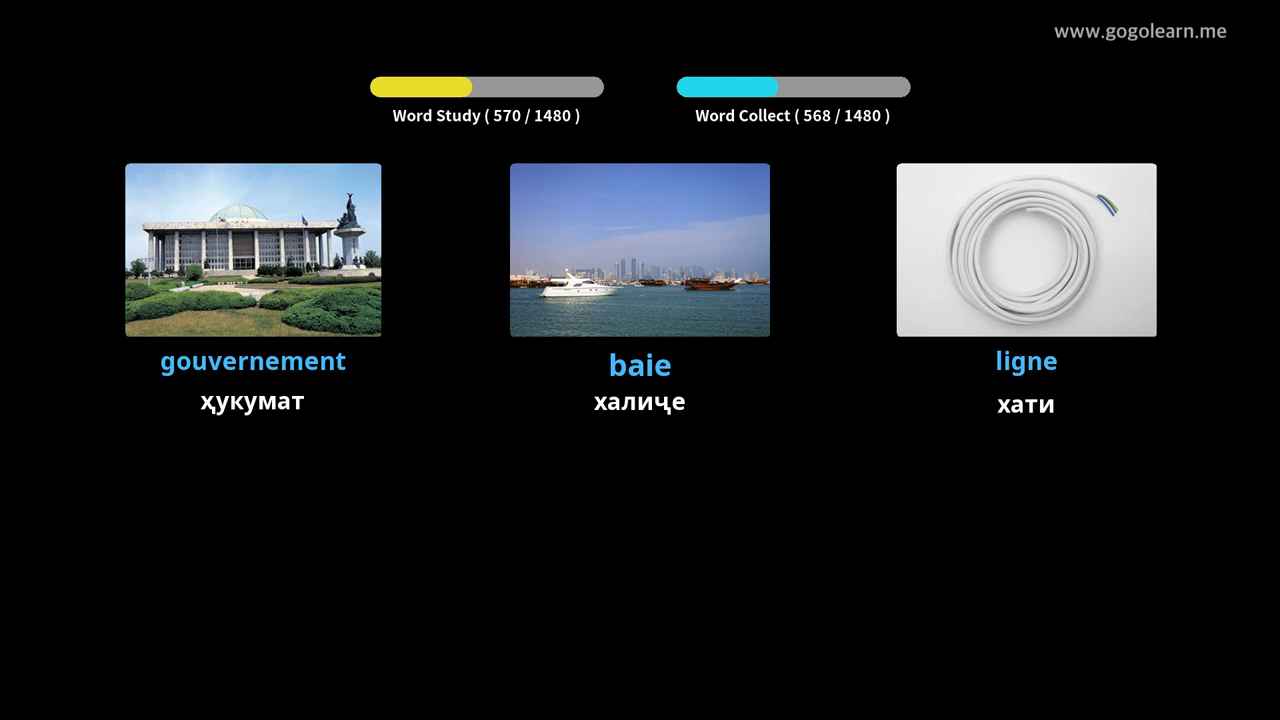 www.gogolearn.me
Word Study ( 570 / 1480 )
Word Collect ( 568 / 1480 )
gouvernement
baie
ligne
ҳукумат
халиҷе
хати